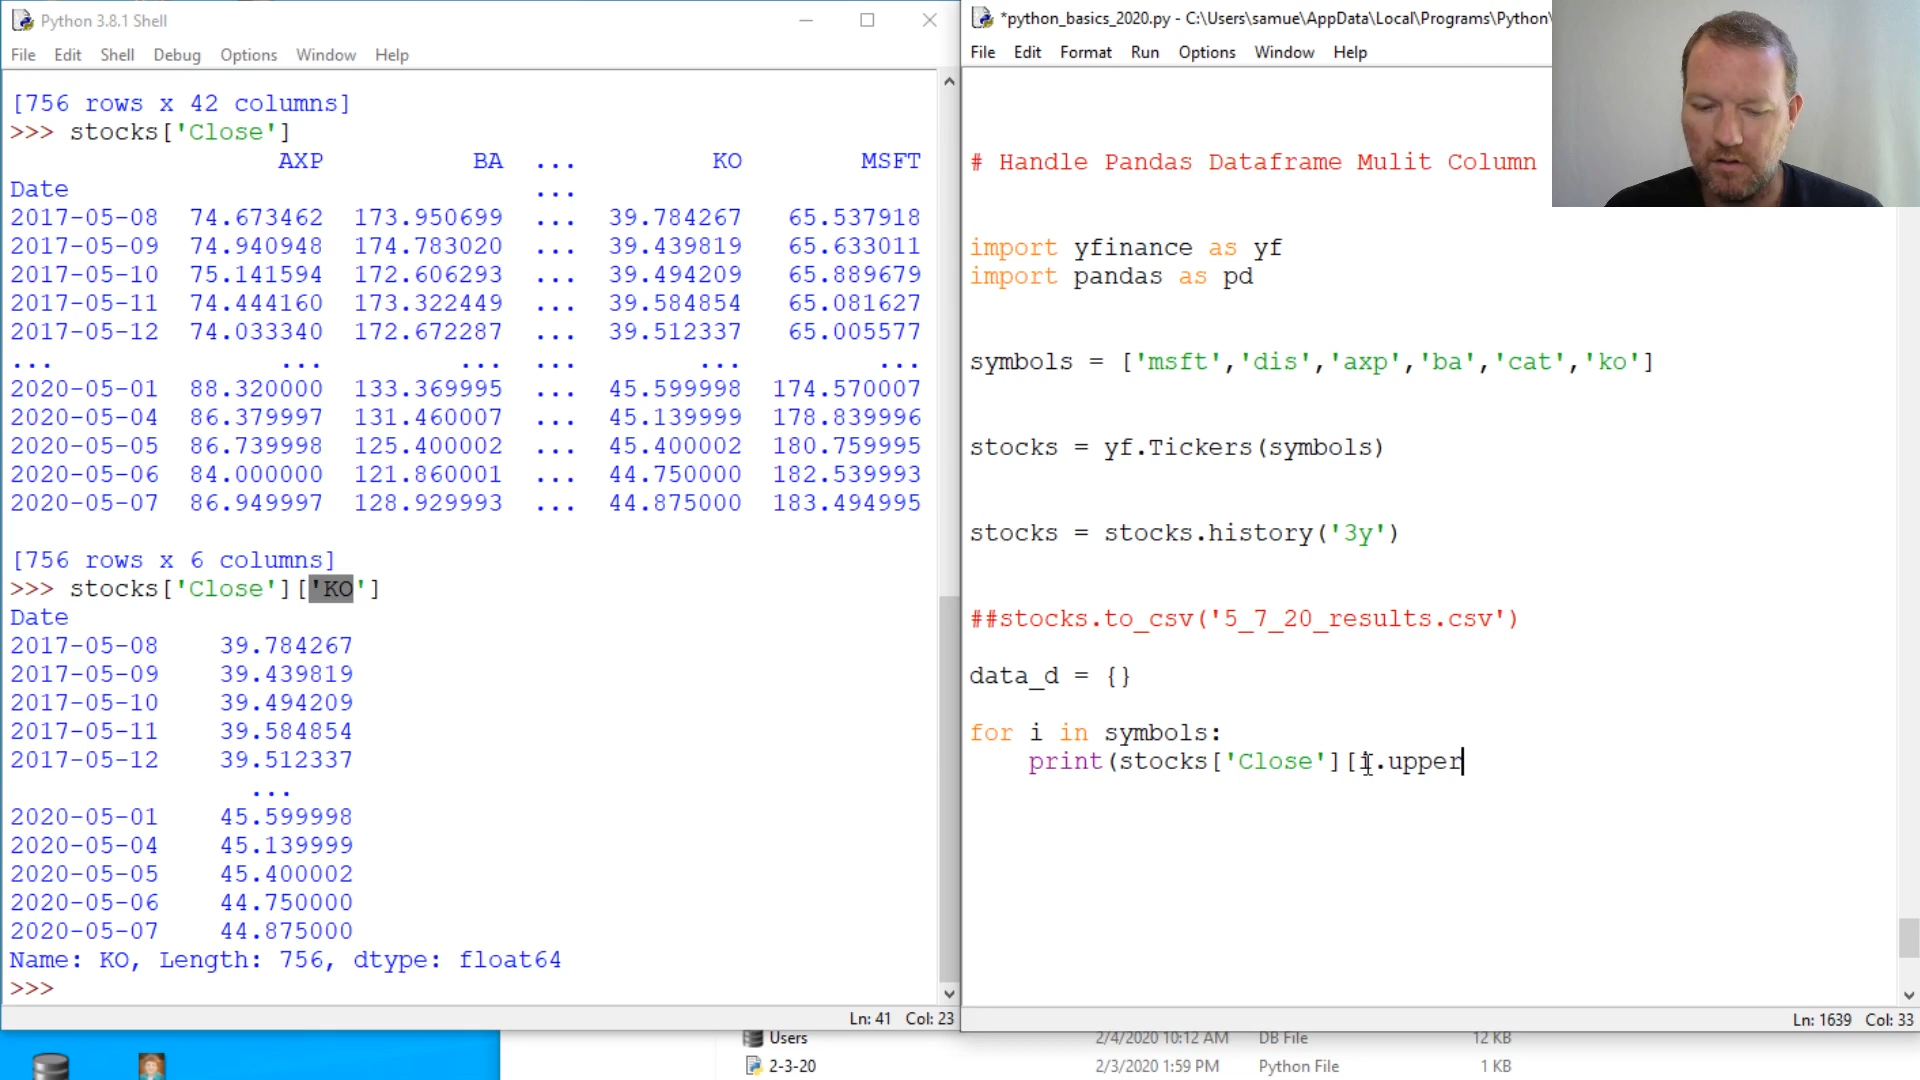 Python 3.8.1 Shell
File Edit Shell Debug Options Window Help
[756 rows x 42 columns]
>>> stocks['Close']
AXP BA ... KO MSFT
Date ...
2017-05-08 74.673462 173.950699 ... 39.784267 65.537918
2017-05-09 74.940948 174.783020 ... 39.439819 65.633011
2017-05-10 75.141594 172.606293 ... 39.494209 65.889679
2017-05-11 74.444160 173.322449 ... 39.584854 65.081627
2017-05-12 74.033340 172.672287 ... 39.512337 65.005577
... ... ... ... ... ...
2020-05-01 88.320000 133.369995 ... 45.599998 174.570007
2020-05-04 86.379997 131.460007 ... 45.139999 178.839996
2020-05-05 86.739998 125.400002 ... 45.400002 180.759995
2020-05-06 84.000000 121.860001 ... 44.750000 182.539993
2020-05-07 86.949997 128.929993 ... 44.875000 183.494995
[756 rows x 6 columns]
>>> stocks['Close']['KO']
Date
2017-05-08 39.784267
2017-05-09 39.439819
2017-05-10 39.494209
2017-05-11 39.584854
2017-05-12 39.512337
...
2020-05-01 45.599998
2020-05-04 45.139999
2020-05-05 45.400002
2020-05-06 44.750000
2020-05-07 44.875000
Name: KO, Length: 756, dtype: float64
>>>
Ln: 41 Col: 23
*python_basics_2020.py - C:\Users\samue\AppData\Local\Programs\Python\
File Edit Format Run Options Window Help
# Handle Pandas Dataframe Mulit Column
import yfinance as yf
import pandas as pd
symbols = ['msft','dis','axp','ba','cat','ko']
stocks = yf.Tickers(symbols)
stocks = stocks.history('3y')
##stocks.to_csv('5_7_20_results.csv')
data_d = {}
for i in symbols:
print(stocks['Close'][i.upper
Ln: 1639 Col: 33
Users 2/4/2020 10:12 AM DB File 12 KB
2-3-20 2/3/2020 1:59 PM Python File 1 KB